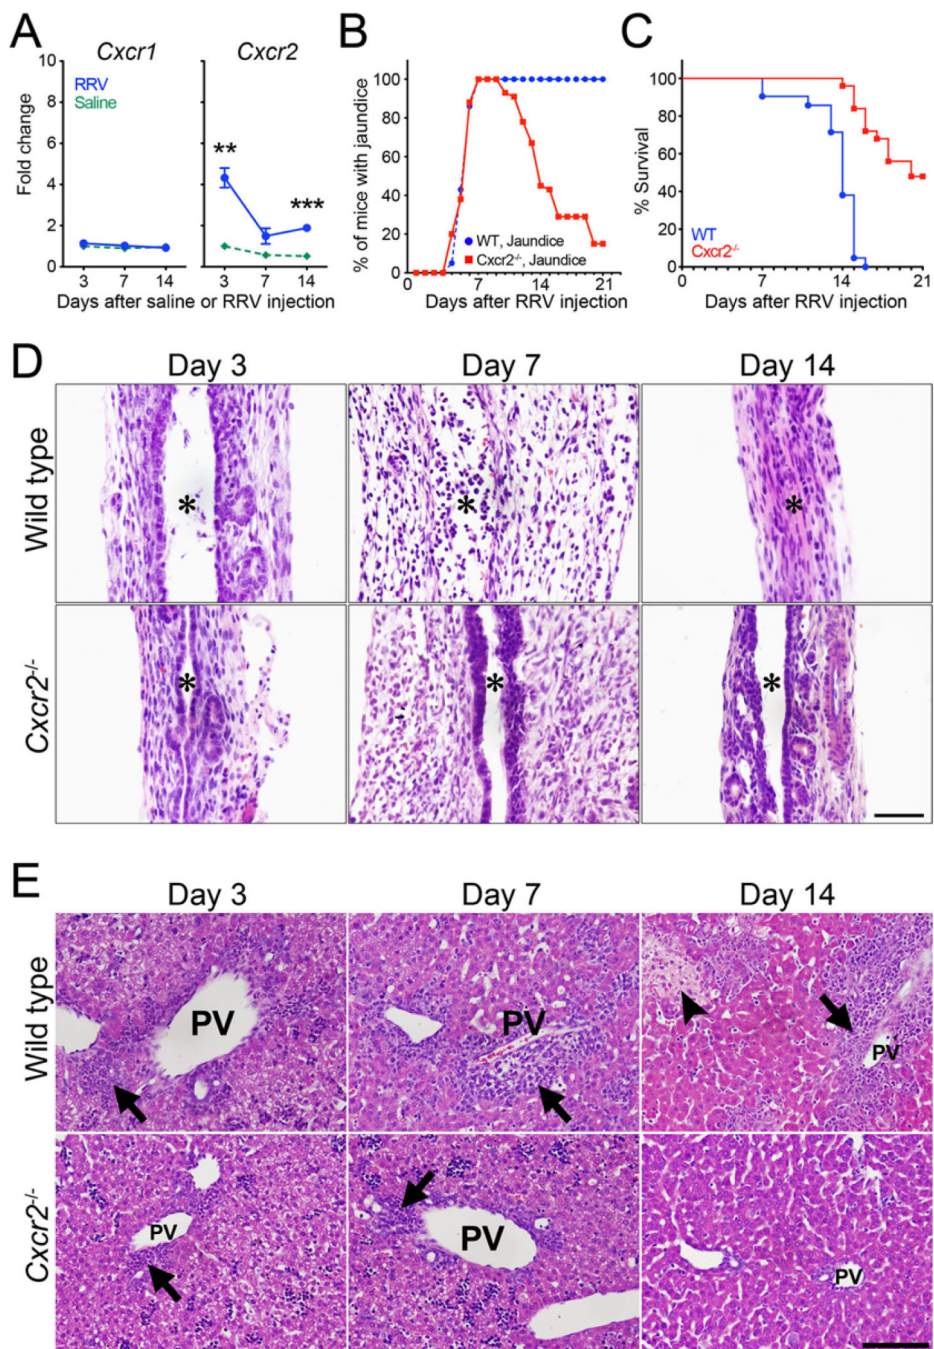 A
Cxcr1
Cxcr2
RRV
Saline
**
***
Fold change
10
8
6
4
2
0
3 7 14
3 7 14
Days after saline or RRV injection
B
% of mice with jaundice
100
80
60
40
20
0
WT, Jaundice
Cxcr2-/-, Jaundice
0 7 14 21
Days after RRV injection
C
% Survival
100
80
60
40
20
0
WT
Cxcr2-/-
0 7 14 21
Days after RRV injection
D
Day 3 Day 7 Day 14
Wild type
* * *
Cxcr2-/-
* * *
E
Day 3 Day 7 Day 14
Wild type
PV PV PV
Cxcr2-/-
PV PV PV